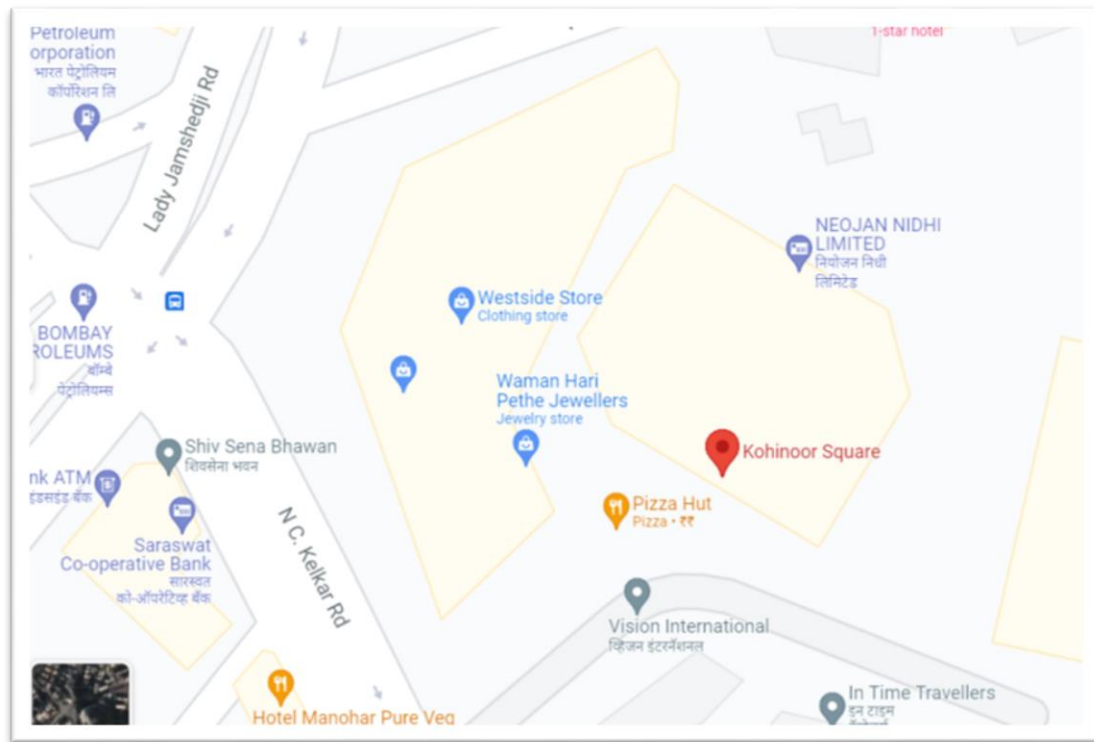 Petroleum
orporation
भारत पेट्रोलियम
कॉर्पोरेशन लि
Lady Jamshedji Rd
1-star hotel
NEOJAN NIDHI
LIMITED
नियोजन निधी
लिमिटेड
Westside Store
Clothing store
BOMBAY
ROLEUMS
बॉम्बे
पेट्रोलियम्स
Waman Hari
Pethe Jewellers
Jewelry store
Shiv Sena Bhawan
शिवसेना भवन
Kohinoor Square
nk ATM
इंडसइंड बँक
Pizza Hut
Pizza • ₹₹
Saraswat
Co-operative Bank
सारस्वत
को-ऑपरेटिव्ह बँक
N C. Kelkar Rd
Vision International
व्हिजन इंटरनॅशनल
In Time Travellers
इन टाइम
Hotel Manohar Pure Veg